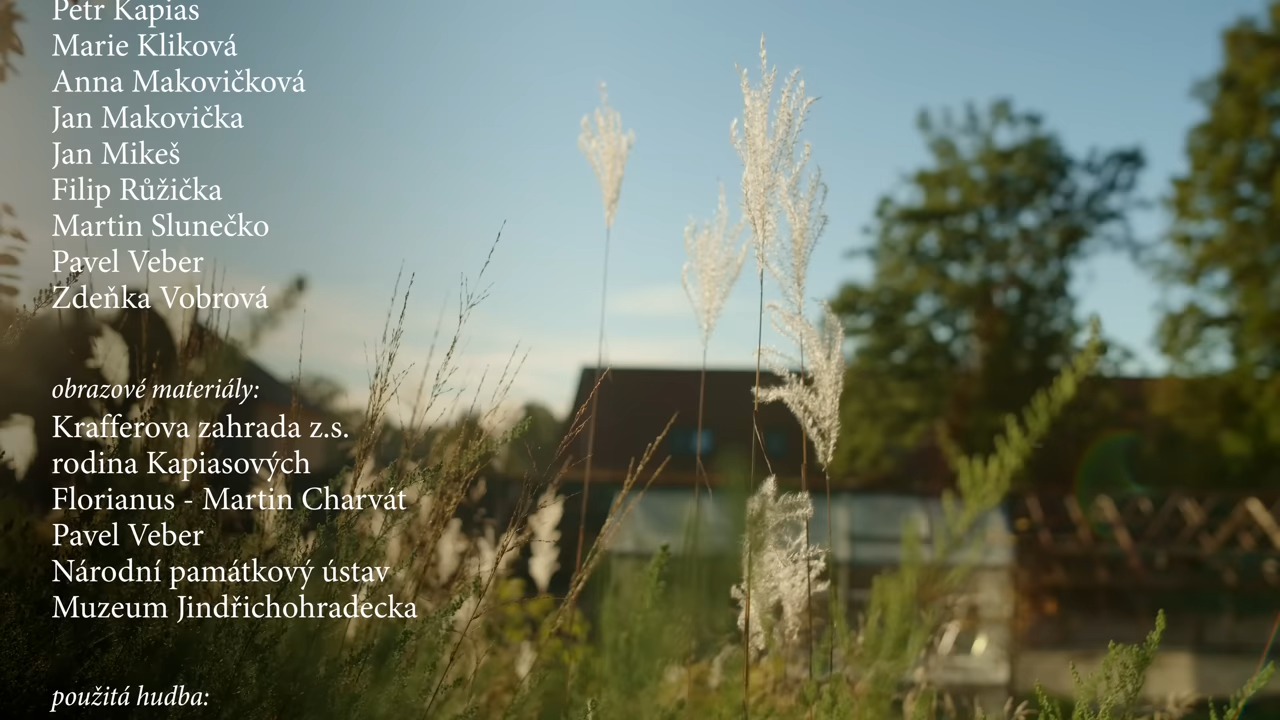 Petr Kapias
Marie Kliková
Anna Makovičková
Jan Makovička
Jan Mikeš
Filip Růžička
Martin Slunečko
Pavel Veber
Zdeňka Vobrová
obrazové materiály:
Krafferova zahrada z.s.
rodina Kapiasových
Florianus - Martin Charvát
Pavel Veber
Národní památkový ústav
Muzeum Jindřichohradecka
použitá hudba: